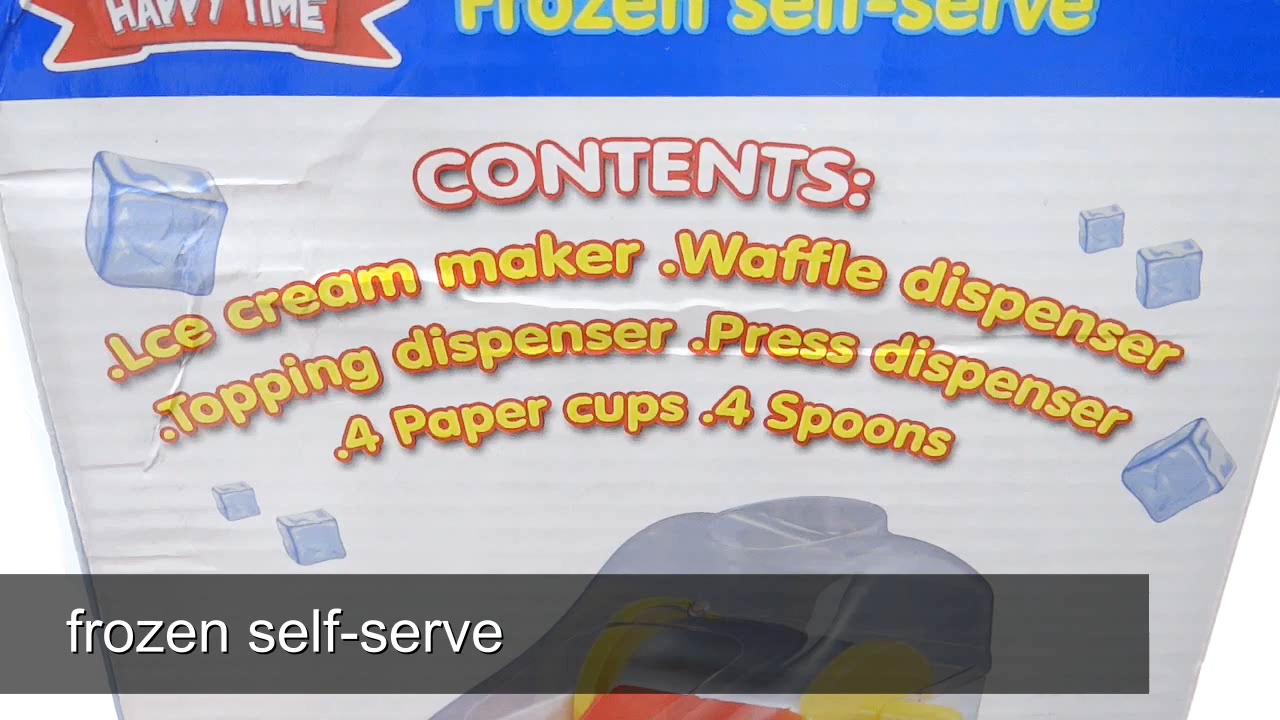 HAPPY TIME
Frozen self-serve
CONTENTS:
.Lce cream maker .Waffle dispenser
.Topping dispenser .Press dispenser
.4 Paper cups .4 Spoons
frozen self-serve